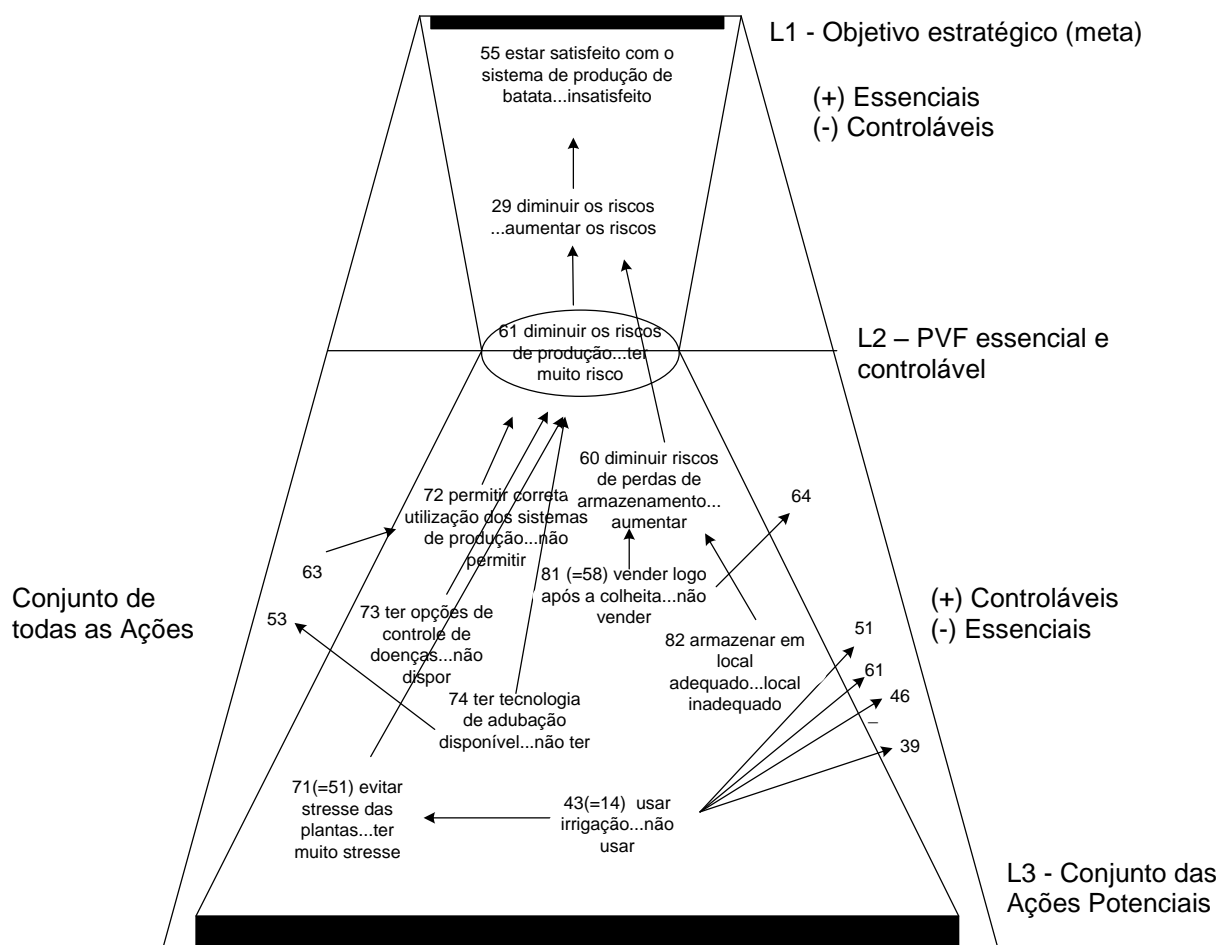 L1 - Objetivo estratégico (meta)
55 estar satisfeito com o
sistema de produção de
batata...insatisfeito
(+) Essenciais
(-) Controláveis
29 diminuir os riscos
...aumentar os riscos
61 diminuir os riscos
de produção...ter
muito risco
L2 – PVF essencial e
controlável
60 diminuir riscos
de perdas de
armazenamento...
aumentar
64
72 permitir correta
utilização dos sistemas
de produção...não
permitir
63
81 (=58) vender logo
após a colheita...não
vender
Conjunto de
todas as Ações
53
73 ter opções de
controle de
doenças...não
dispor
82 armazenar em
local
adequado...local
inadequado
(+) Controláveis
(-) Essenciais
51
61
46
_
39
74 ter tecnologia
de adubação
disponível...não ter
71(=51) evitar
stresse das
plantas...ter
muito stresse
43(=14) usar
irrigação...não
usar
L3 - Conjunto das
Ações Potenciais